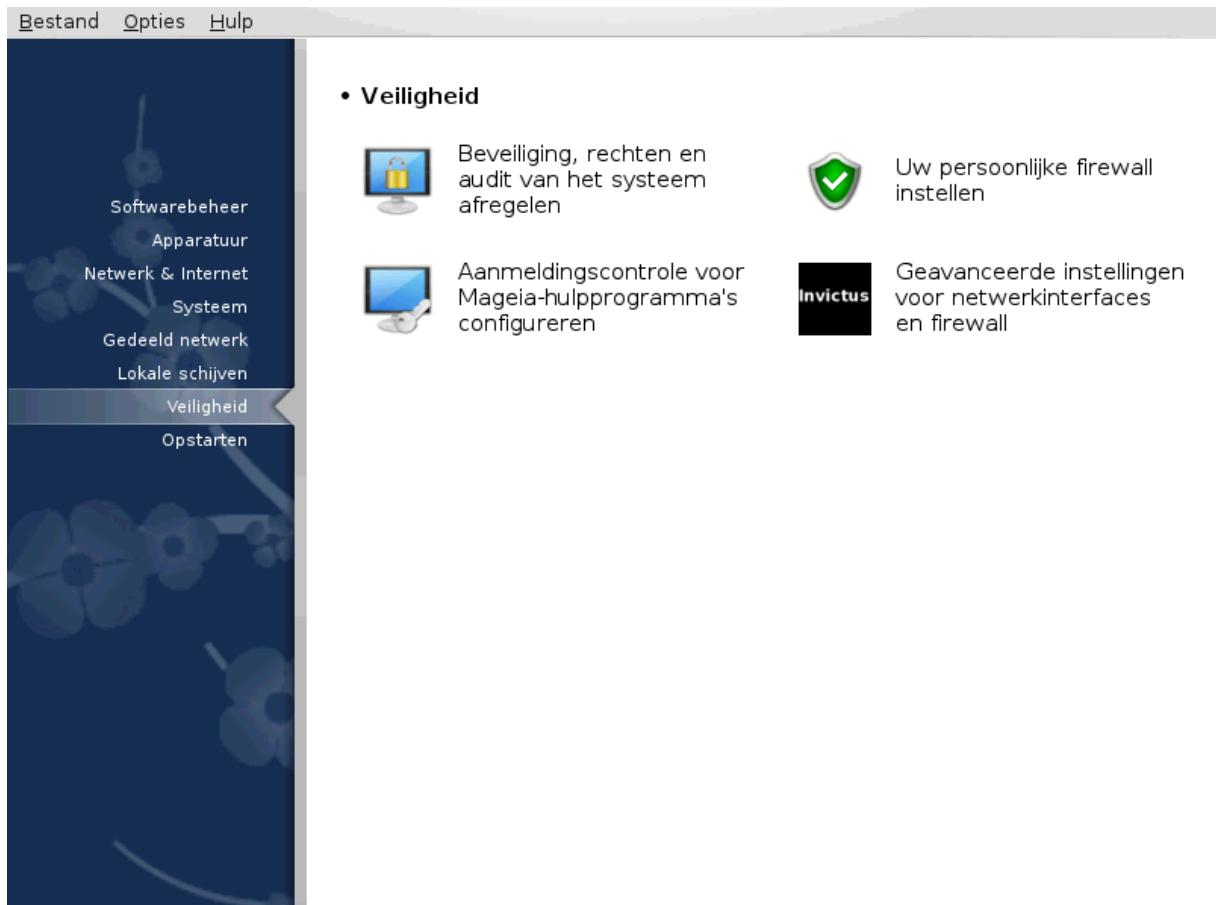 Bestand Opties Hulp
Softwarebeheer
Apparatuur
Netwerk & Internet
Systeem
Gedeeld netwerk
Lokale schijven
Veiligheid
Opstarten
• Veiligheid
Beveiliging, rechten en
audit van het systeem
afregelen
Uw persoonlijke firewall
instellen
Aanmeldingscontrole voor
Mageia-hulpprogramma's
configureren
Invictus
Geavanceerde instellingen
voor netwerkinterfaces
en firewall